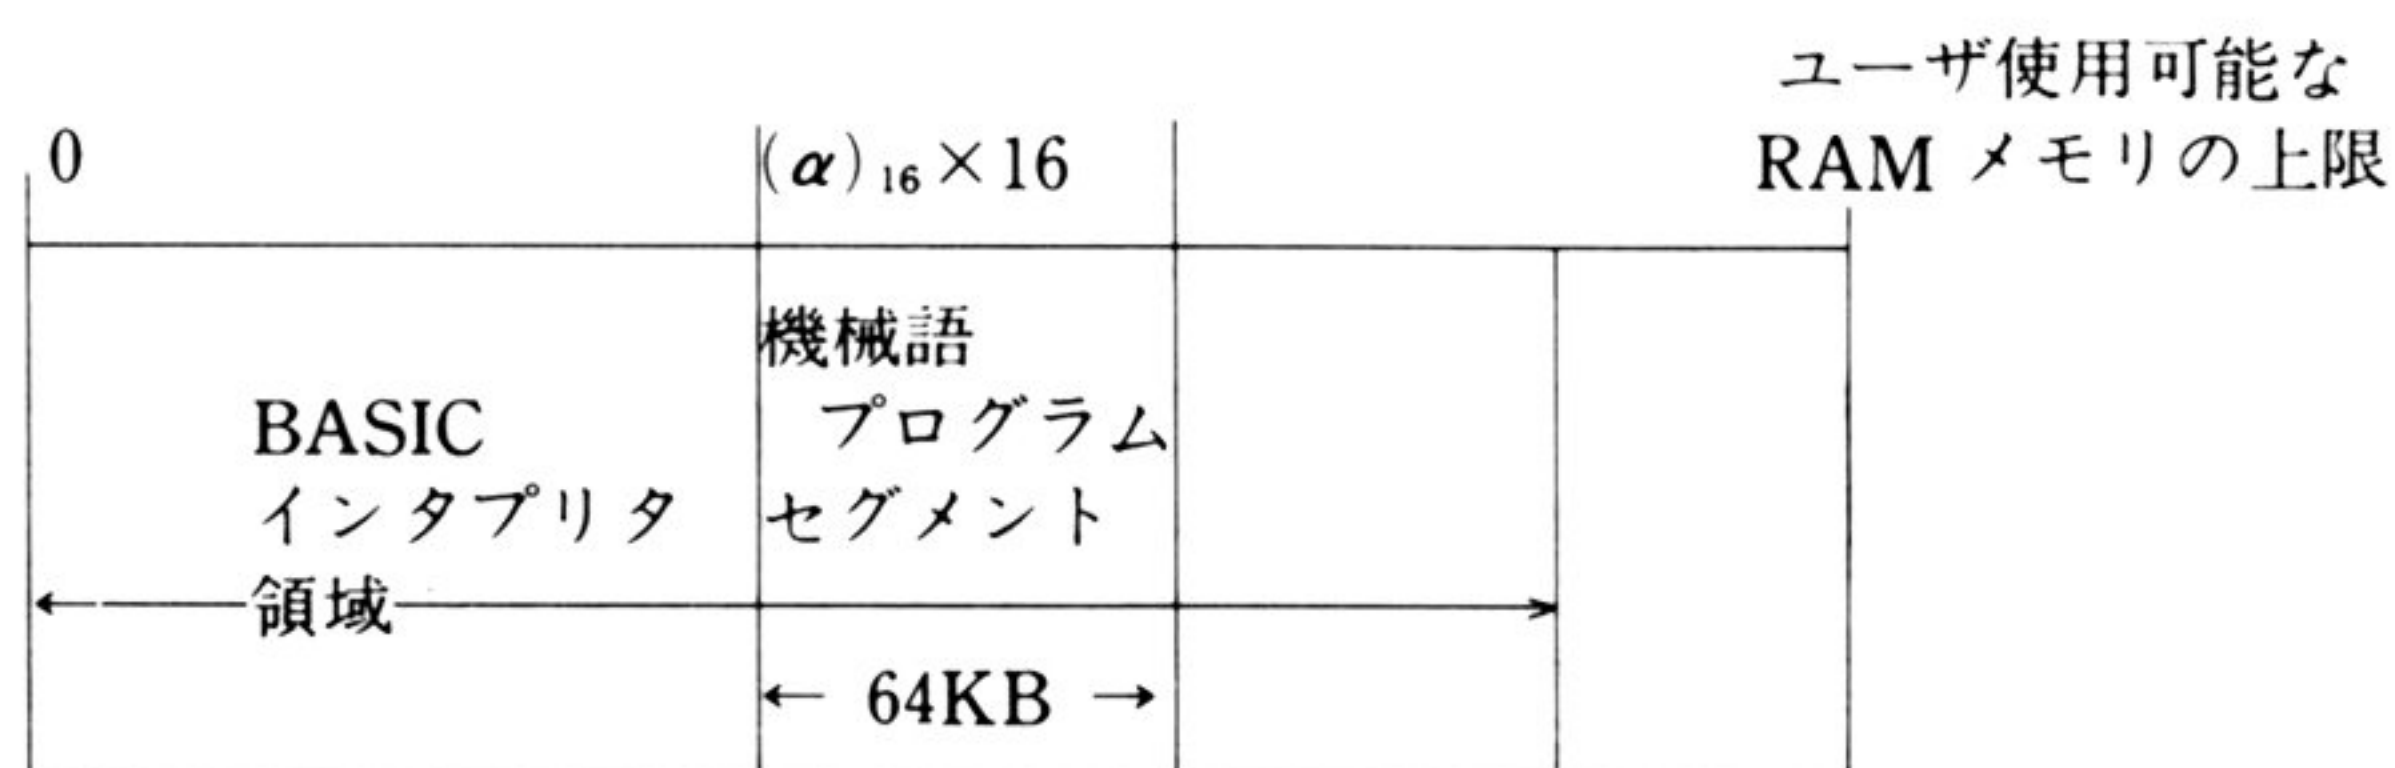 ユーザ使用可能な
RAM メモリの上限
0
(α)₁₆×16
機械語
プログラム
セグメント
BASIC
インタプリタ
領域
← 64KB →